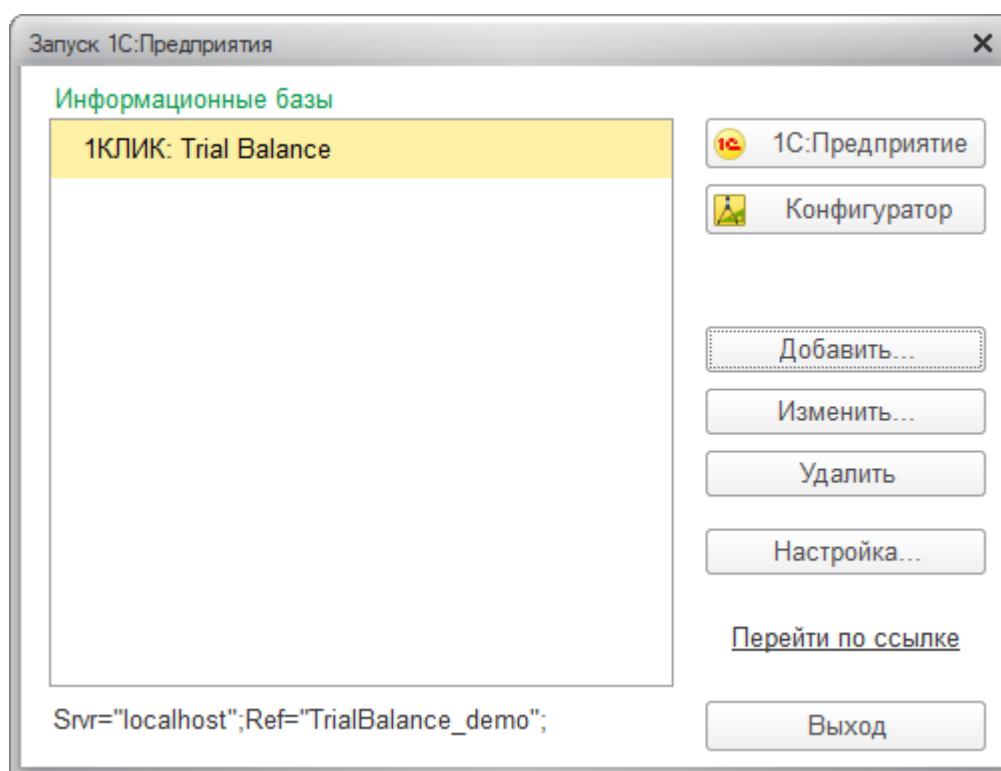 Запуск 1С:Предприятия
Информационные базы
1КЛИК: Trial Balance
1С:Предприятие
Конфигуратор
Добавить...
Изменить...
Удалить
Настройка...
Перейти по ссылке
Srvr="localhost";Ref="TrialBalance_demo";
Выход